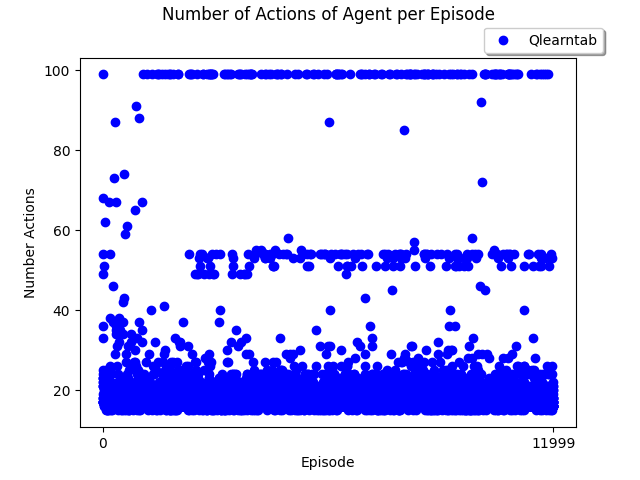 Number of Actions of Agent per Episode
Qlearntab
100
80
60
40
20
Number Actions
0 11999
Episode